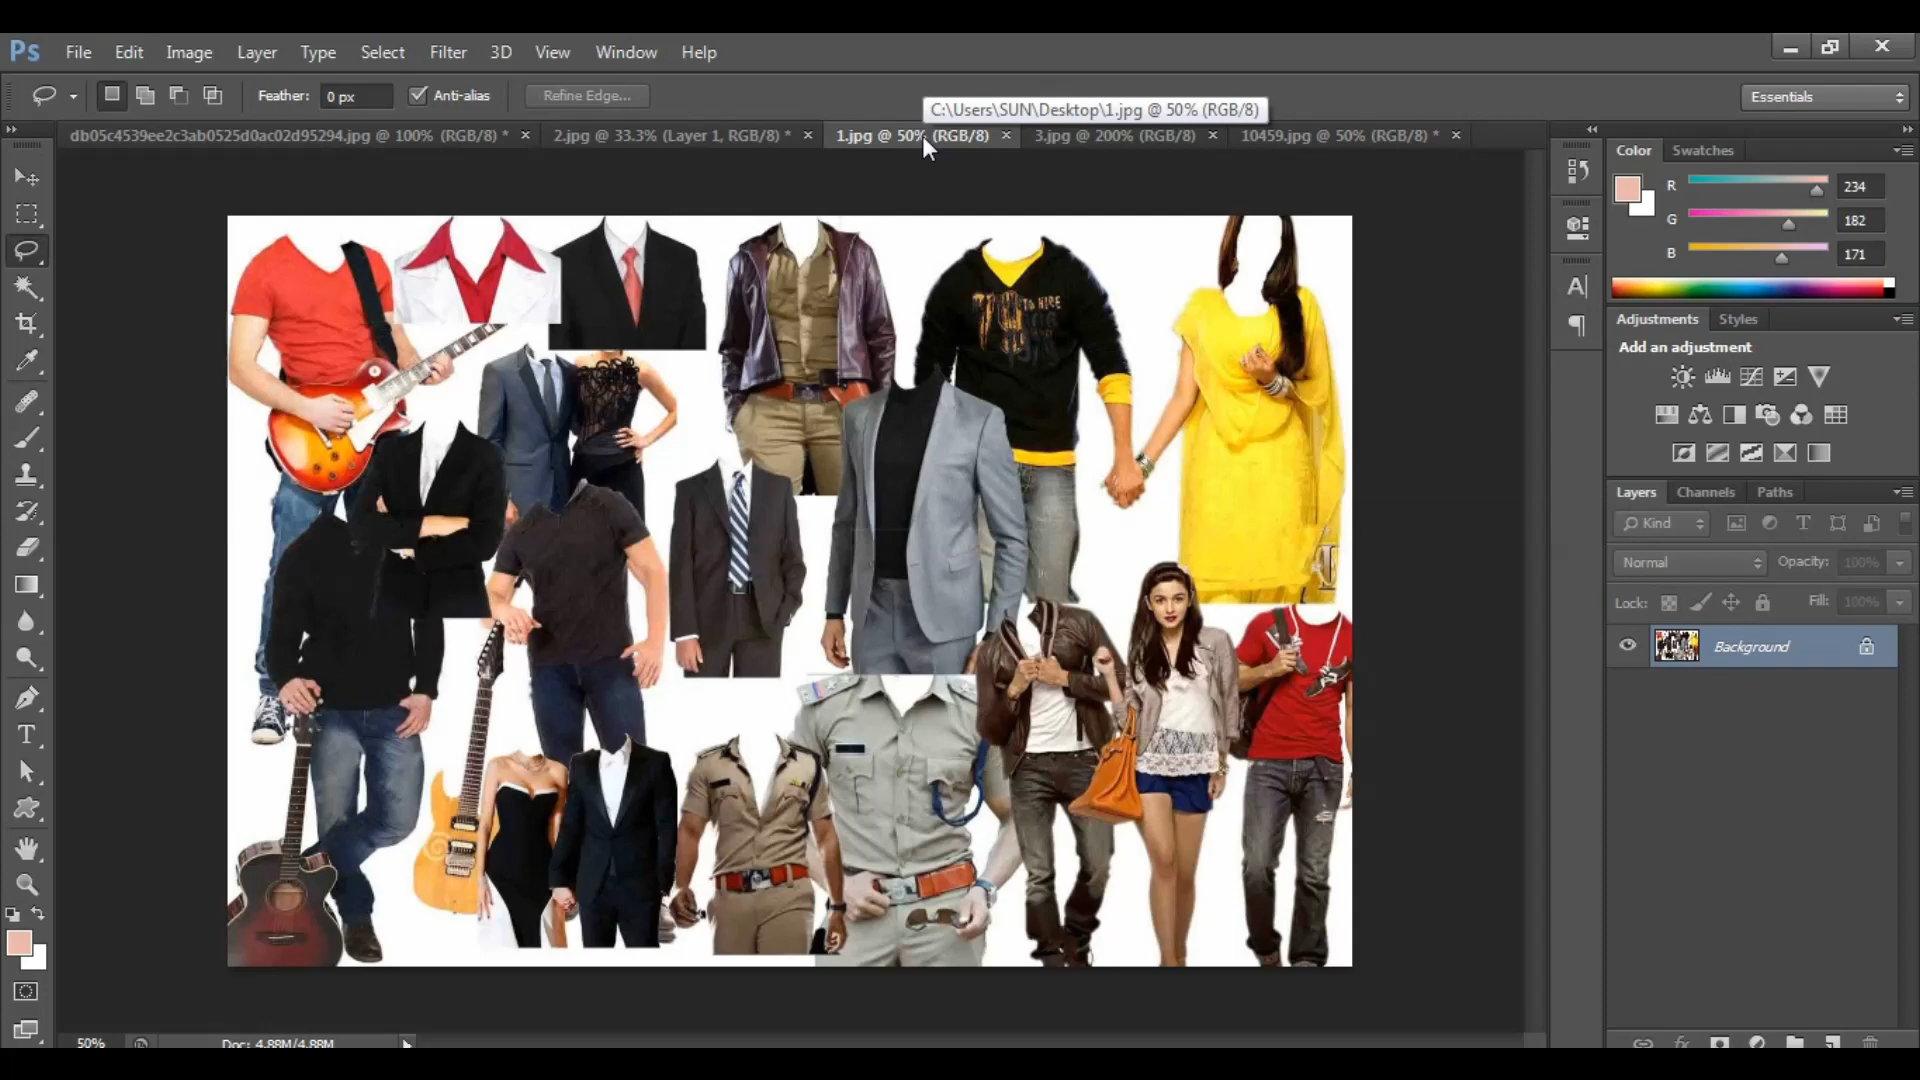 Ps File Edit Image Layer Type Select Filter 3D View Window Help
Feather: 0 px Anti-alias Refine Edge... Essentials
C:\Users\SUN\Desktop\1.jpg @ 50% (RGB/8)
db05c4539ee2c3ab0525d0ac02d95294.jpg @ 100% (RGB/8) * × 2.jpg @ 33.3% (Layer 1, RGB/8) * × 1.jpg @ 50% (RGB/8) × 3.jpg @ 200% (RGB/8) × 10459.jpg @ 50% (RGB/8) * ×
Color Swatches
R 234
G 182
B 171
Adjustments Styles
Add an adjustment
Layers Channels Paths
Kind
Normal Opacity: 100%
Lock: Fill: 100%
Background
50% Doc: 4.88M/4.88M